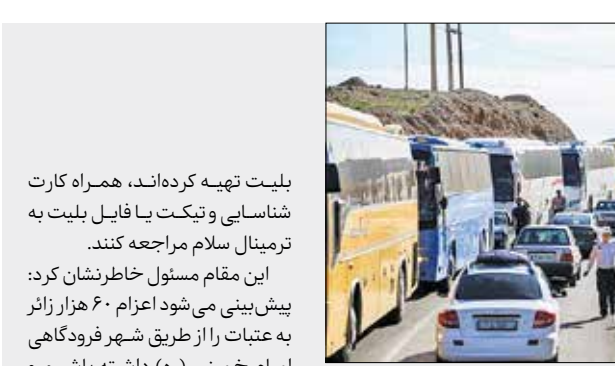 بلیت تهیه کرده‌اند، همراه کارت
شناسایی و تیکت یا فایل بلیت به
ترمینال سلام مراجعه کنند.
این مقام مسئول خاطرنشان کرد:
پیش‌بینی می‌شود اعزام ۶۰ هزار زائر
به عتبات را از طریق شهر فرودگاهی